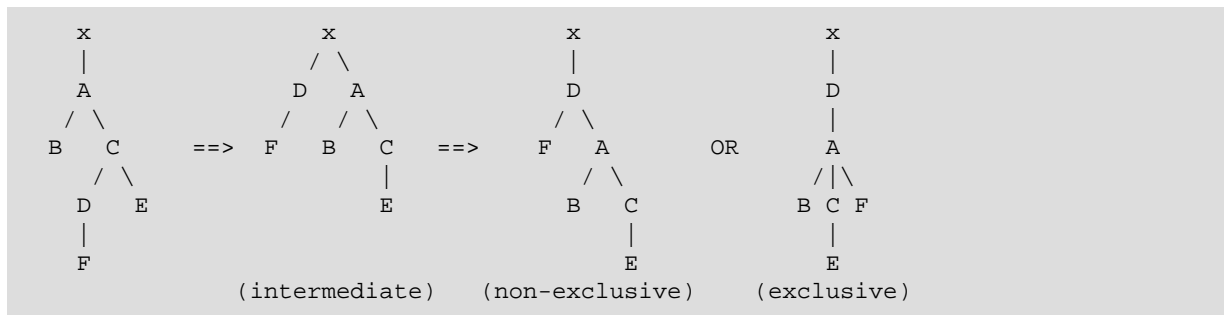 x                x                x                  x
|               / \               |                  |
A              D   A              D                  D
/ \            /   / \            / \                 |
B   C     ==>  F   B   C   ==>    F   A       OR      A
/ \                |              / \               /|\
D   E               E             B   C             B C F
|                                     |               |
F                                     E               E
(intermediate)   (non-exclusive)    (exclusive)